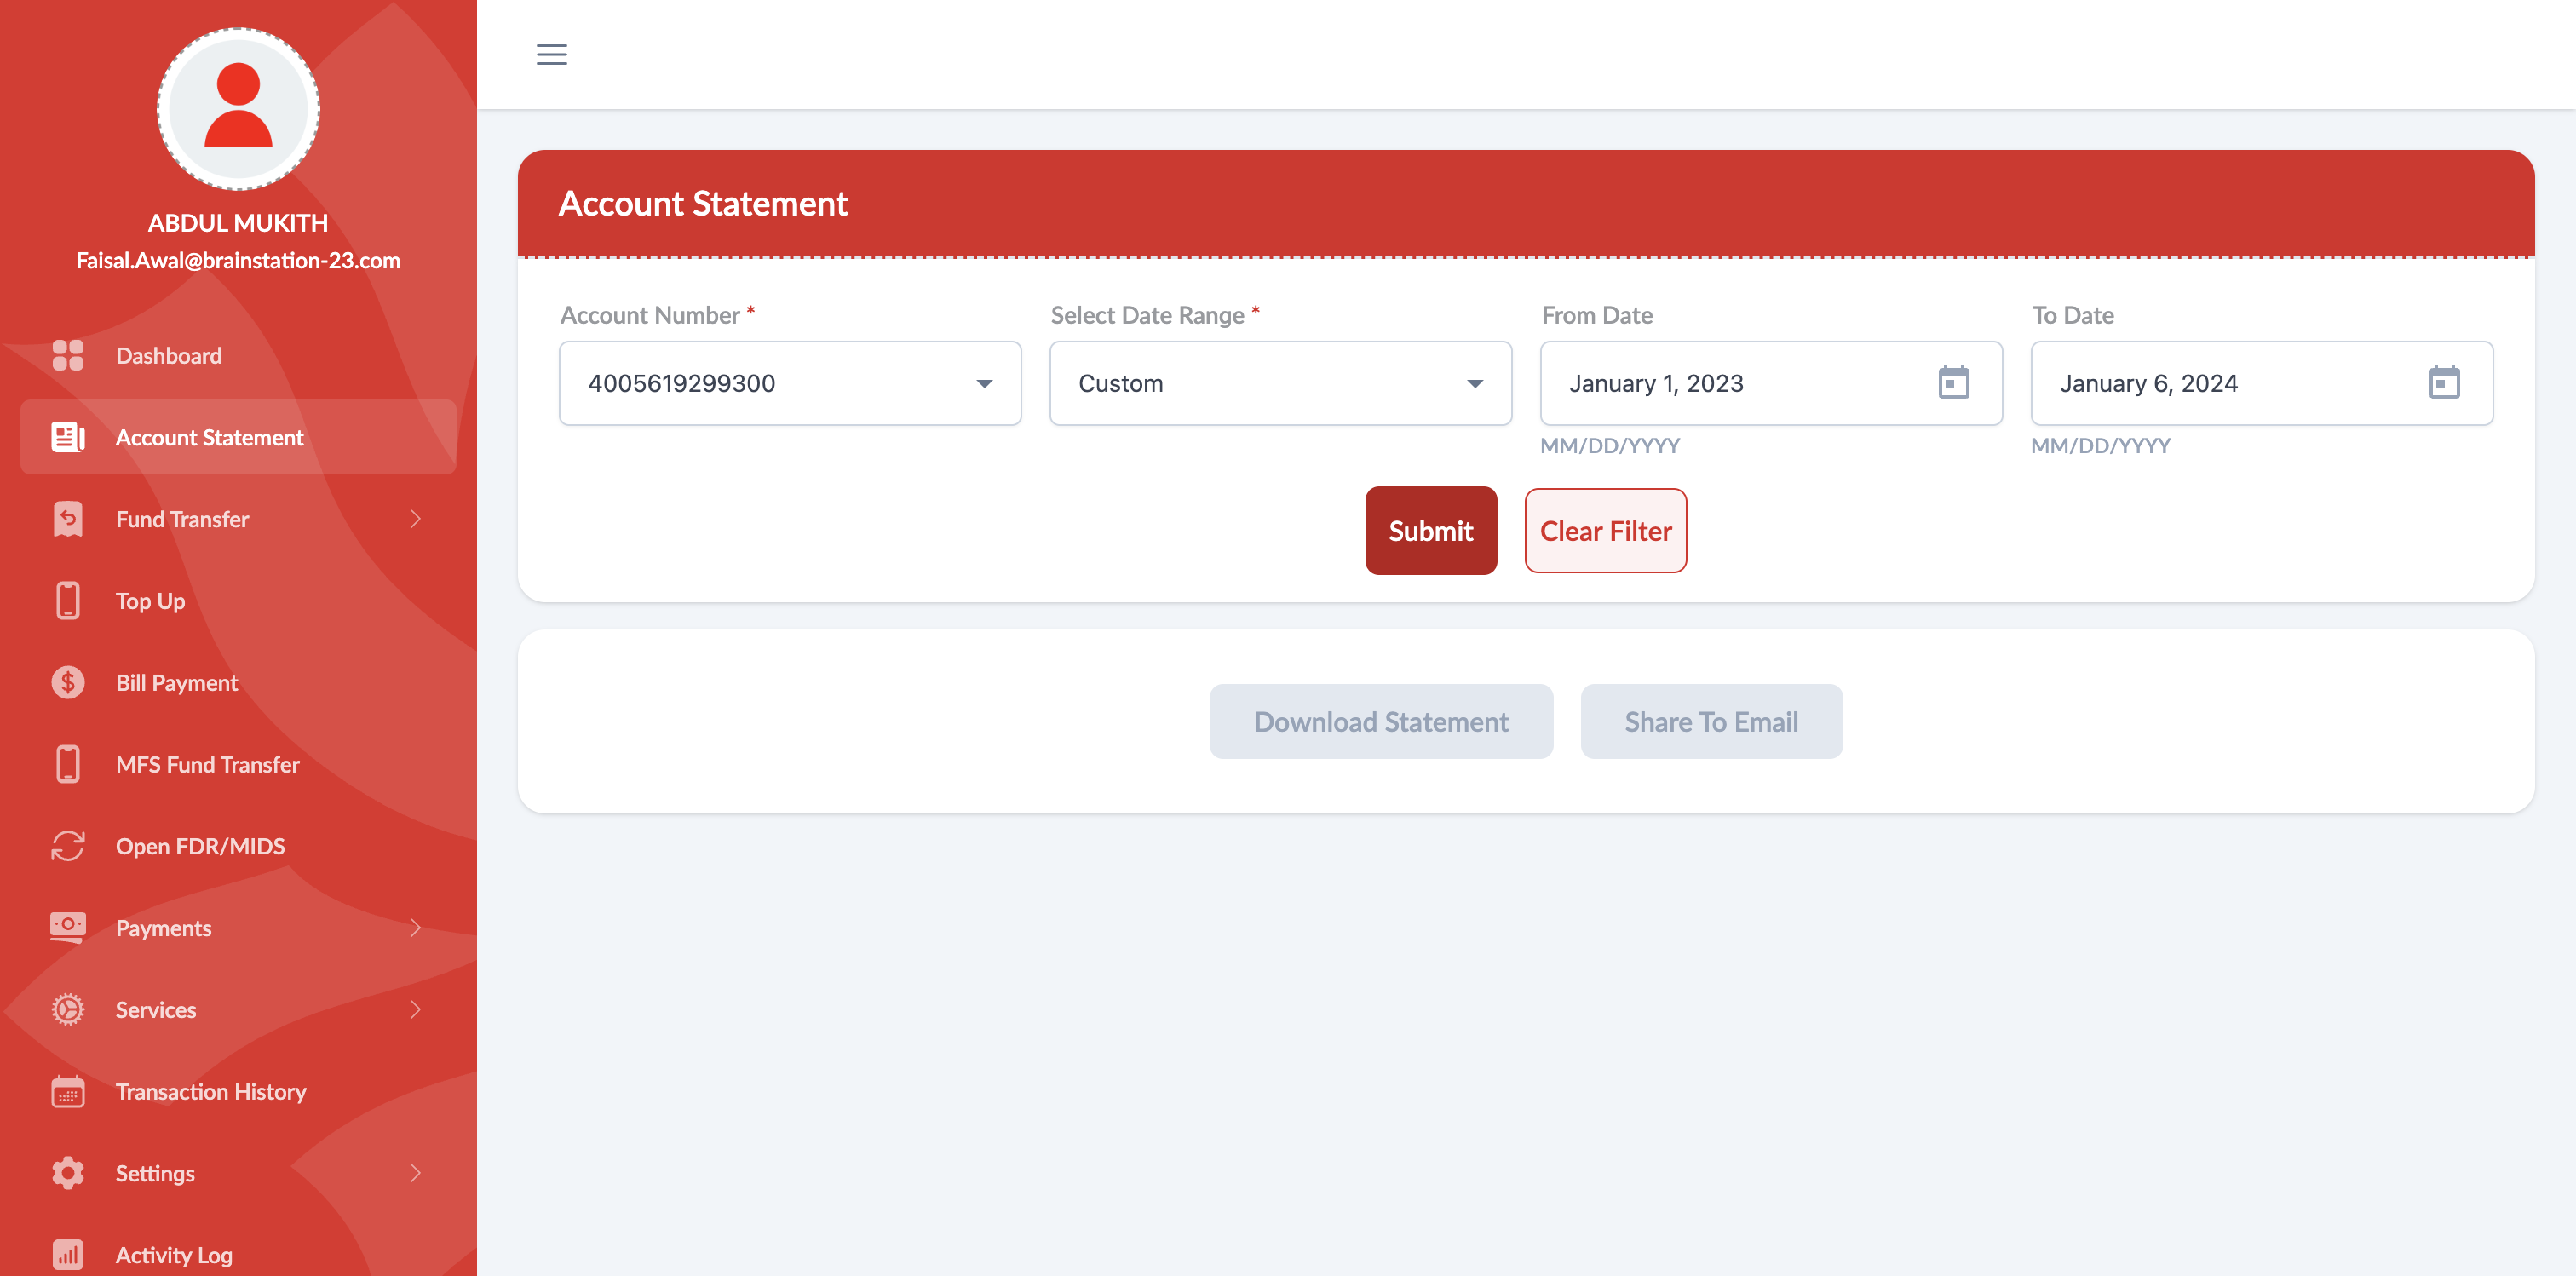 ABDUL MUKITH
Faisal.Awal@brainstation-23.com
Dashboard
Account Statement
Fund Transfer
Top Up
Bill Payment
MFS Fund Transfer
Open FDR/MIDS
Payments
Services
Transaction History
Settings
Activity Log
Account Statement
Account Number *
4005619299300
Select Date Range *
Custom
From Date
January 1, 2023
MM/DD/YYYY
To Date
January 6, 2024
MM/DD/YYYY
Submit
Clear Filter
Download Statement
Share To Email